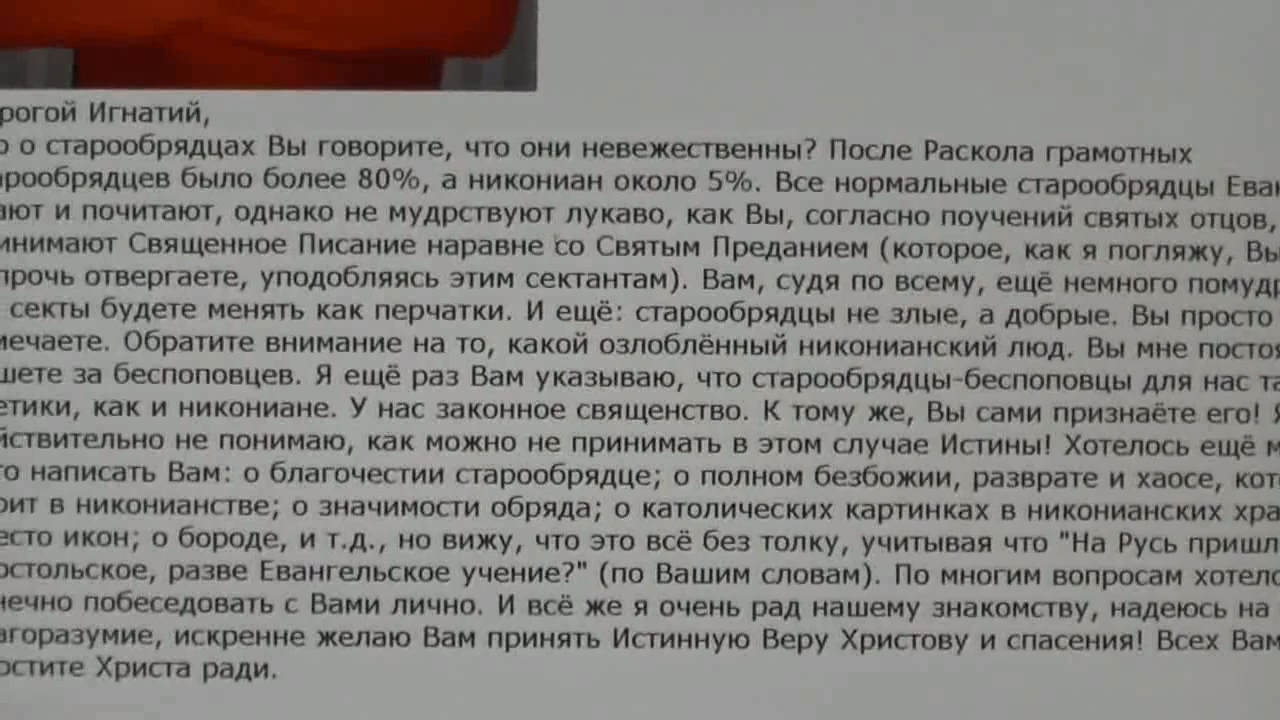 рогой Игнатий,
о о старообрядцах Вы говорите, что они невежественны? После Раскола грамотных
арообрядцев было более 80%, а никониан около 5%. Все нормальные старообрядцы Еван
ают и почитают, однако не мудрствуют лукаво, как Вы, согласно поучений святых отцов,
инимают Священное Писание наравне со Святым Преданием (которое, как я погляжу, Вы
прочь отвергаете, уподобляясь этим сектантам). Вам, судя по всему, ещё немного помудр
секты будете менять как перчатки. И ещё: старообрядцы не злые, а добрые. Вы просто
мечаете. Обратите внимание на то, какой озлоблённый никонианский люд. Вы мне постоя
шете за беспоповцев. Я ещё раз Вам указываю, что старообрядцы-беспоповцы для нас та
етики, как и никониане. У нас законное священство. К тому же, Вы сами признаёте его! Я
йствительно не понимаю, как можно не принимать в этом случае Истины! Хотелось ещё м
го написать Вам: о благочестии старообрядце; о полном безбожии, разврате и хаосе, кот
рит в никонианстве; о значимости обряда; о католических картинках в никонианских хра
есто икон; о бороде, и т.д., но вижу, что это всё без толку, учитывая что "На Русь пришл
остольское, разве Евангельское учение?" (по Вашим словам). По многим вопросам хотело
нечно побеседовать с Вами лично. И всё же я очень рад нашему знакомству, надеюсь на
агоразумие, искренне желаю Вам принять Истинную Веру Христову и спасения! Всех Вам
остите Христа ради.